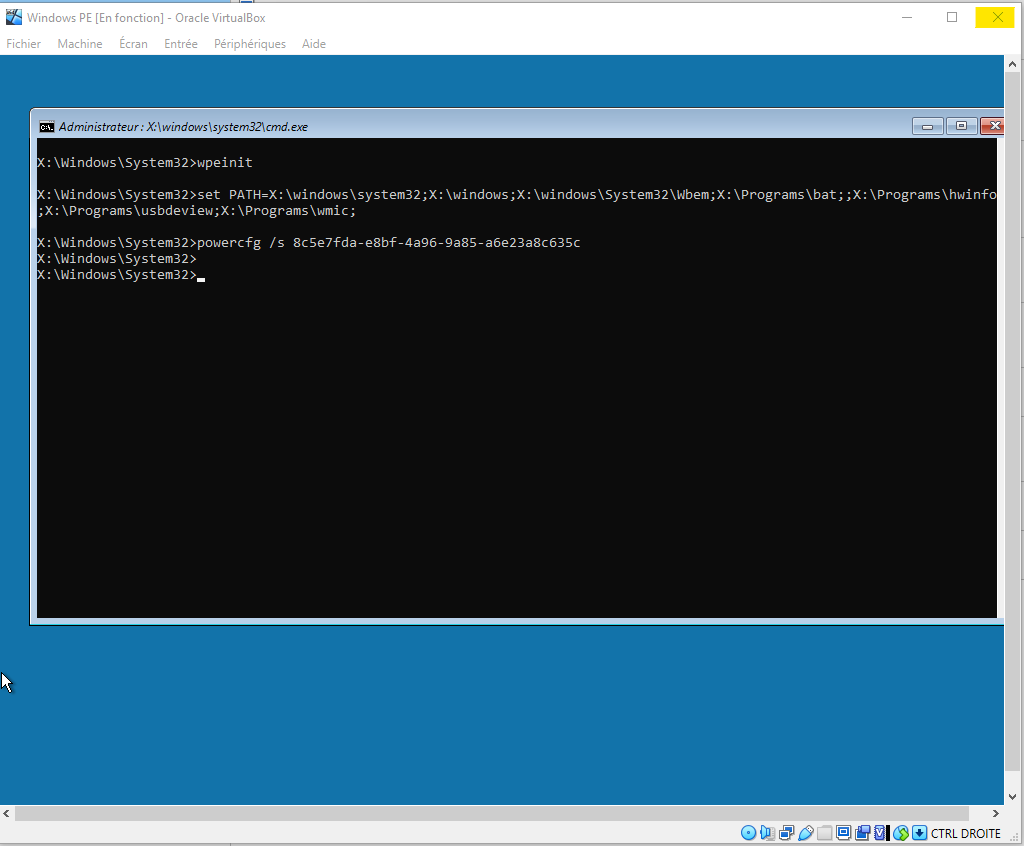 Windows PE [En fonction] - Oracle VirtualBox
Fichier Machine Écran Entrée Périphériques Aide
Administrateur : X:\windows\system32\cmd.exe
X:\Windows\System32>wpeinit
X:\Windows\System32>set PATH=X:\windows\system32;X:\windows;X:\windows\System32\Wbem;X:\Programs\bat;;X:\Programs\hwinfo
;X:\Programs\usbdeview;X:\Programs\wmic;
X:\Windows\System32>powercfg /s 8c5e7fda-e8bf-4a96-9a85-a6e23a8c635c
X:\Windows\System32>
X:\Windows\System32>
CTRL DROITE